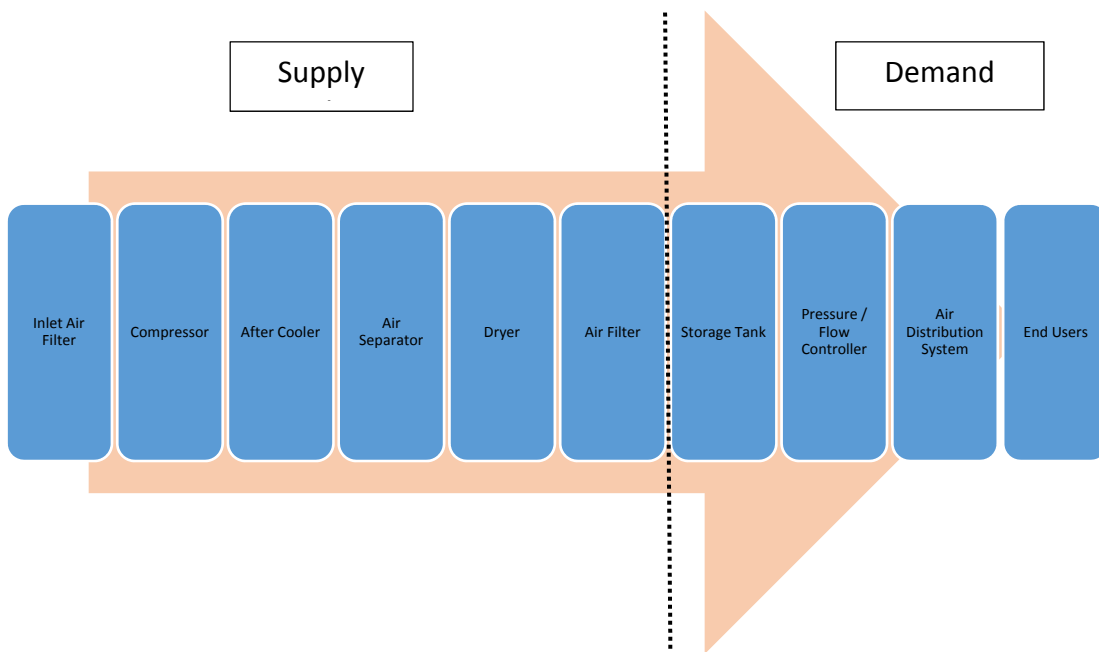 Supply
Demand
Inlet Air
Filter
Compressor
After Cooler
Air
Separator
Dryer
Air Filter
Storage Tank
Pressure /
Flow
Controller
Air
Distribution
System
End Users